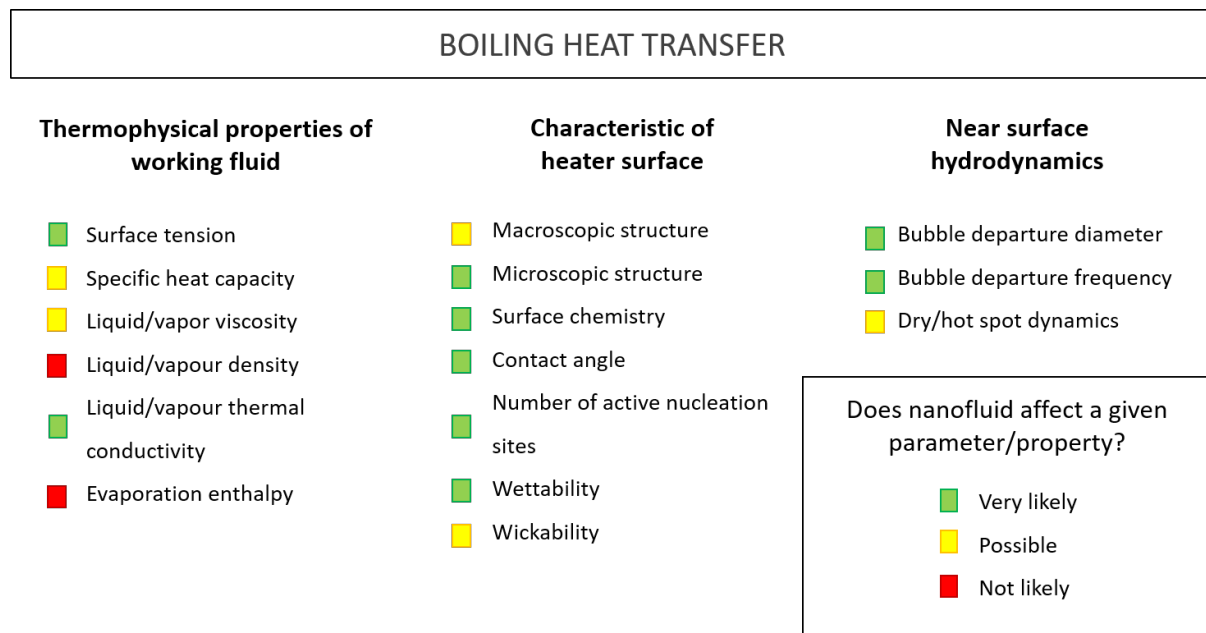 BOILING HEAT TRANSFER
Thermophysical properties of
working fluid
Surface tension
Specific heat capacity
Liquid/vapor viscosity
Liquid/vapour density
Liquid/vapour thermal
conductivity
Evaporation enthalpy
Characteristic of
heater surface
Macroscopic structure
Microscopic structure
Surface chemistry
Contact angle
Number of active nucleation
sites
Wettability
Wickability
Near surface
hydrodynamics
Bubble departure diameter
Bubble departure frequency
Dry/hot spot dynamics
Does nanofluid affect a given
parameter/property?
Very likely
Possible
Not likely